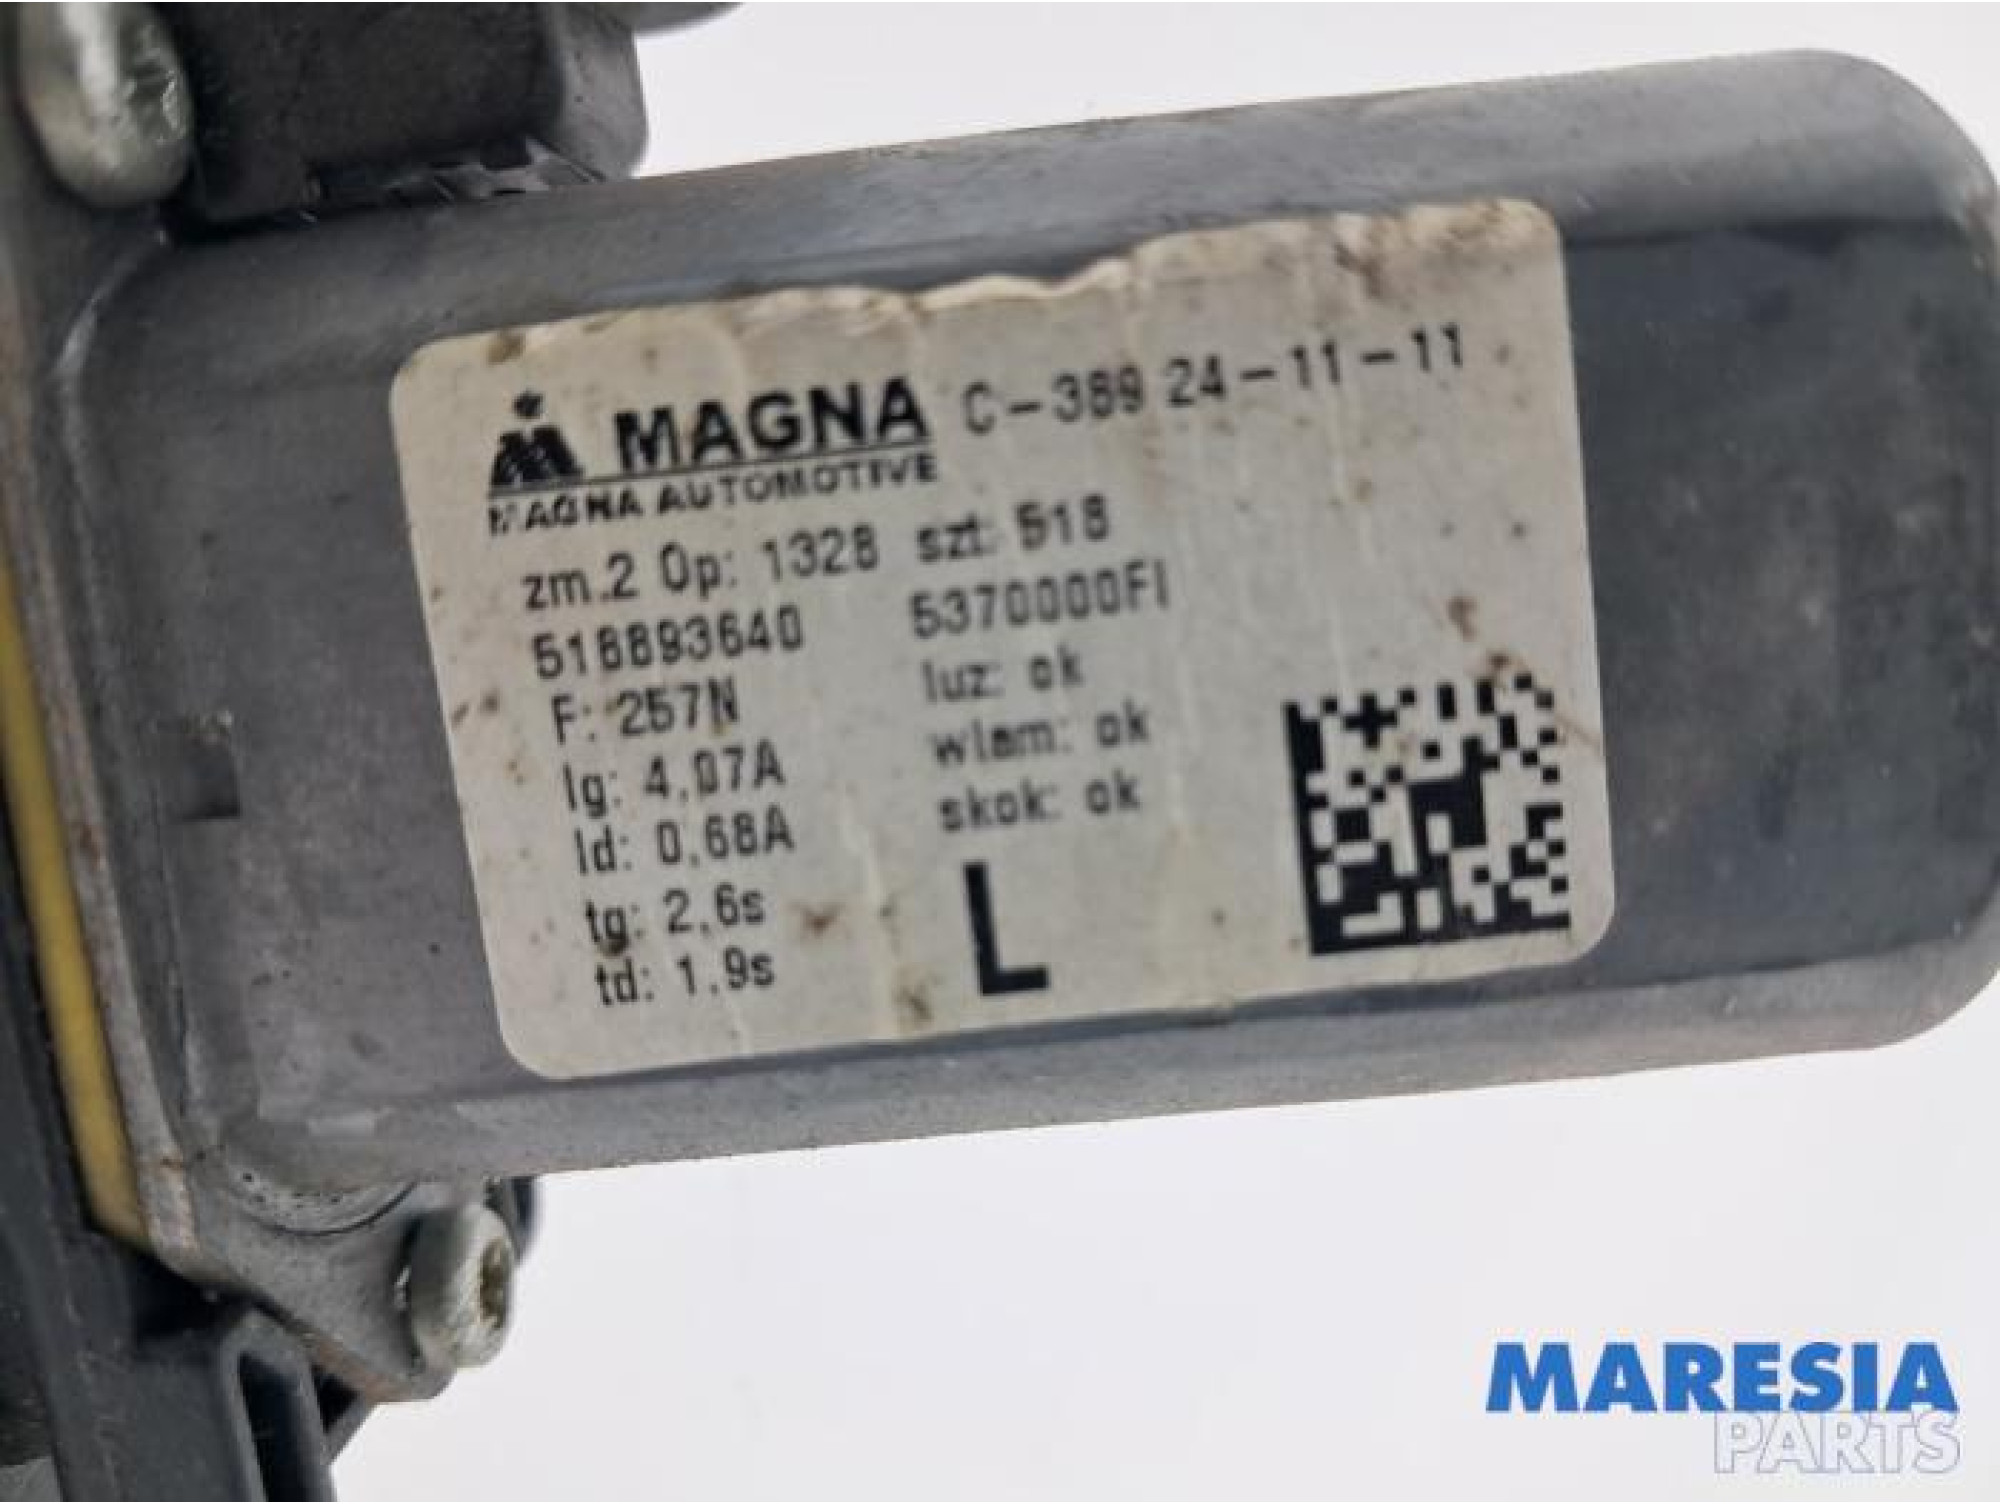 MAGNA C-389 24-11-11
MAGNA AUTOMOTIVE
zm.2 Op: 1328 szt: 518
518893640 5370000FI
F: 257N luz: ok
Ig: 4,07A wlam: ok
Id: 0,68A skok: ok
tg: 2,6s
td: 1,9s
L
MARESIA
PARTS